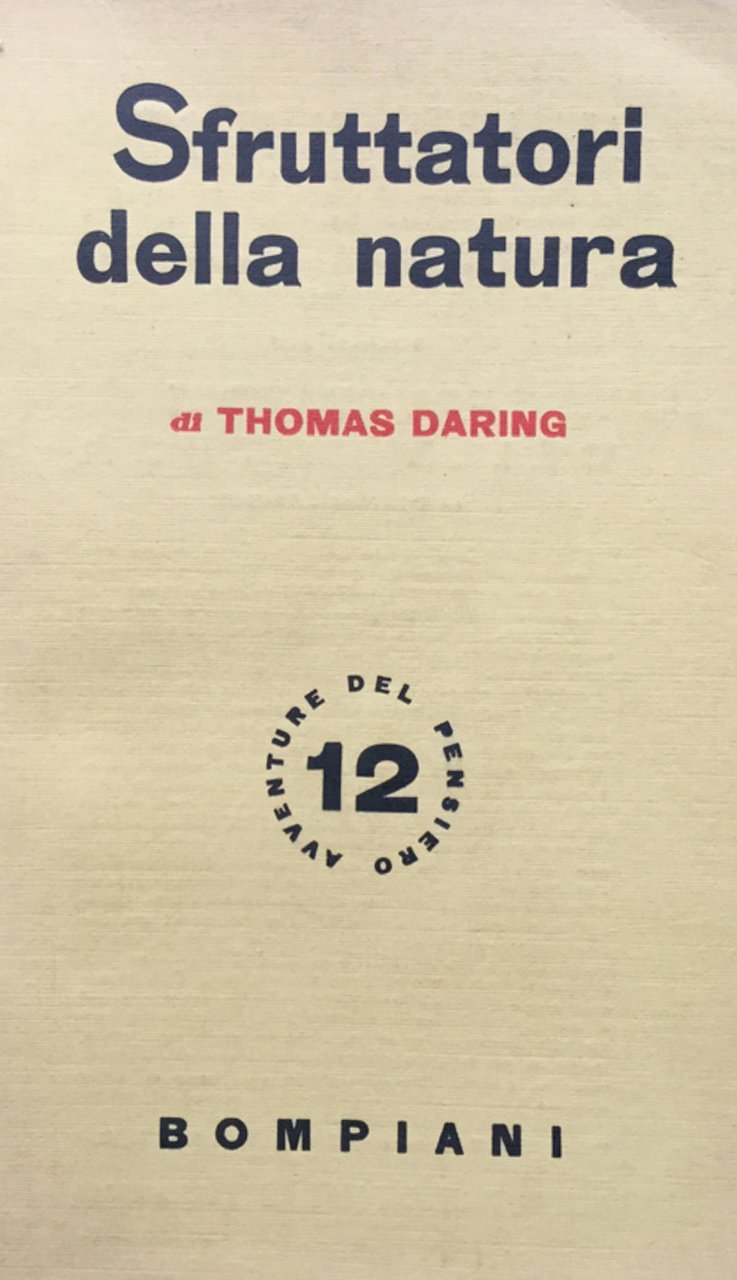 Sfruttatori
della natura
di THOMAS DARING
AVVENTURE DEL PENSIERO
12
BOMPIANI